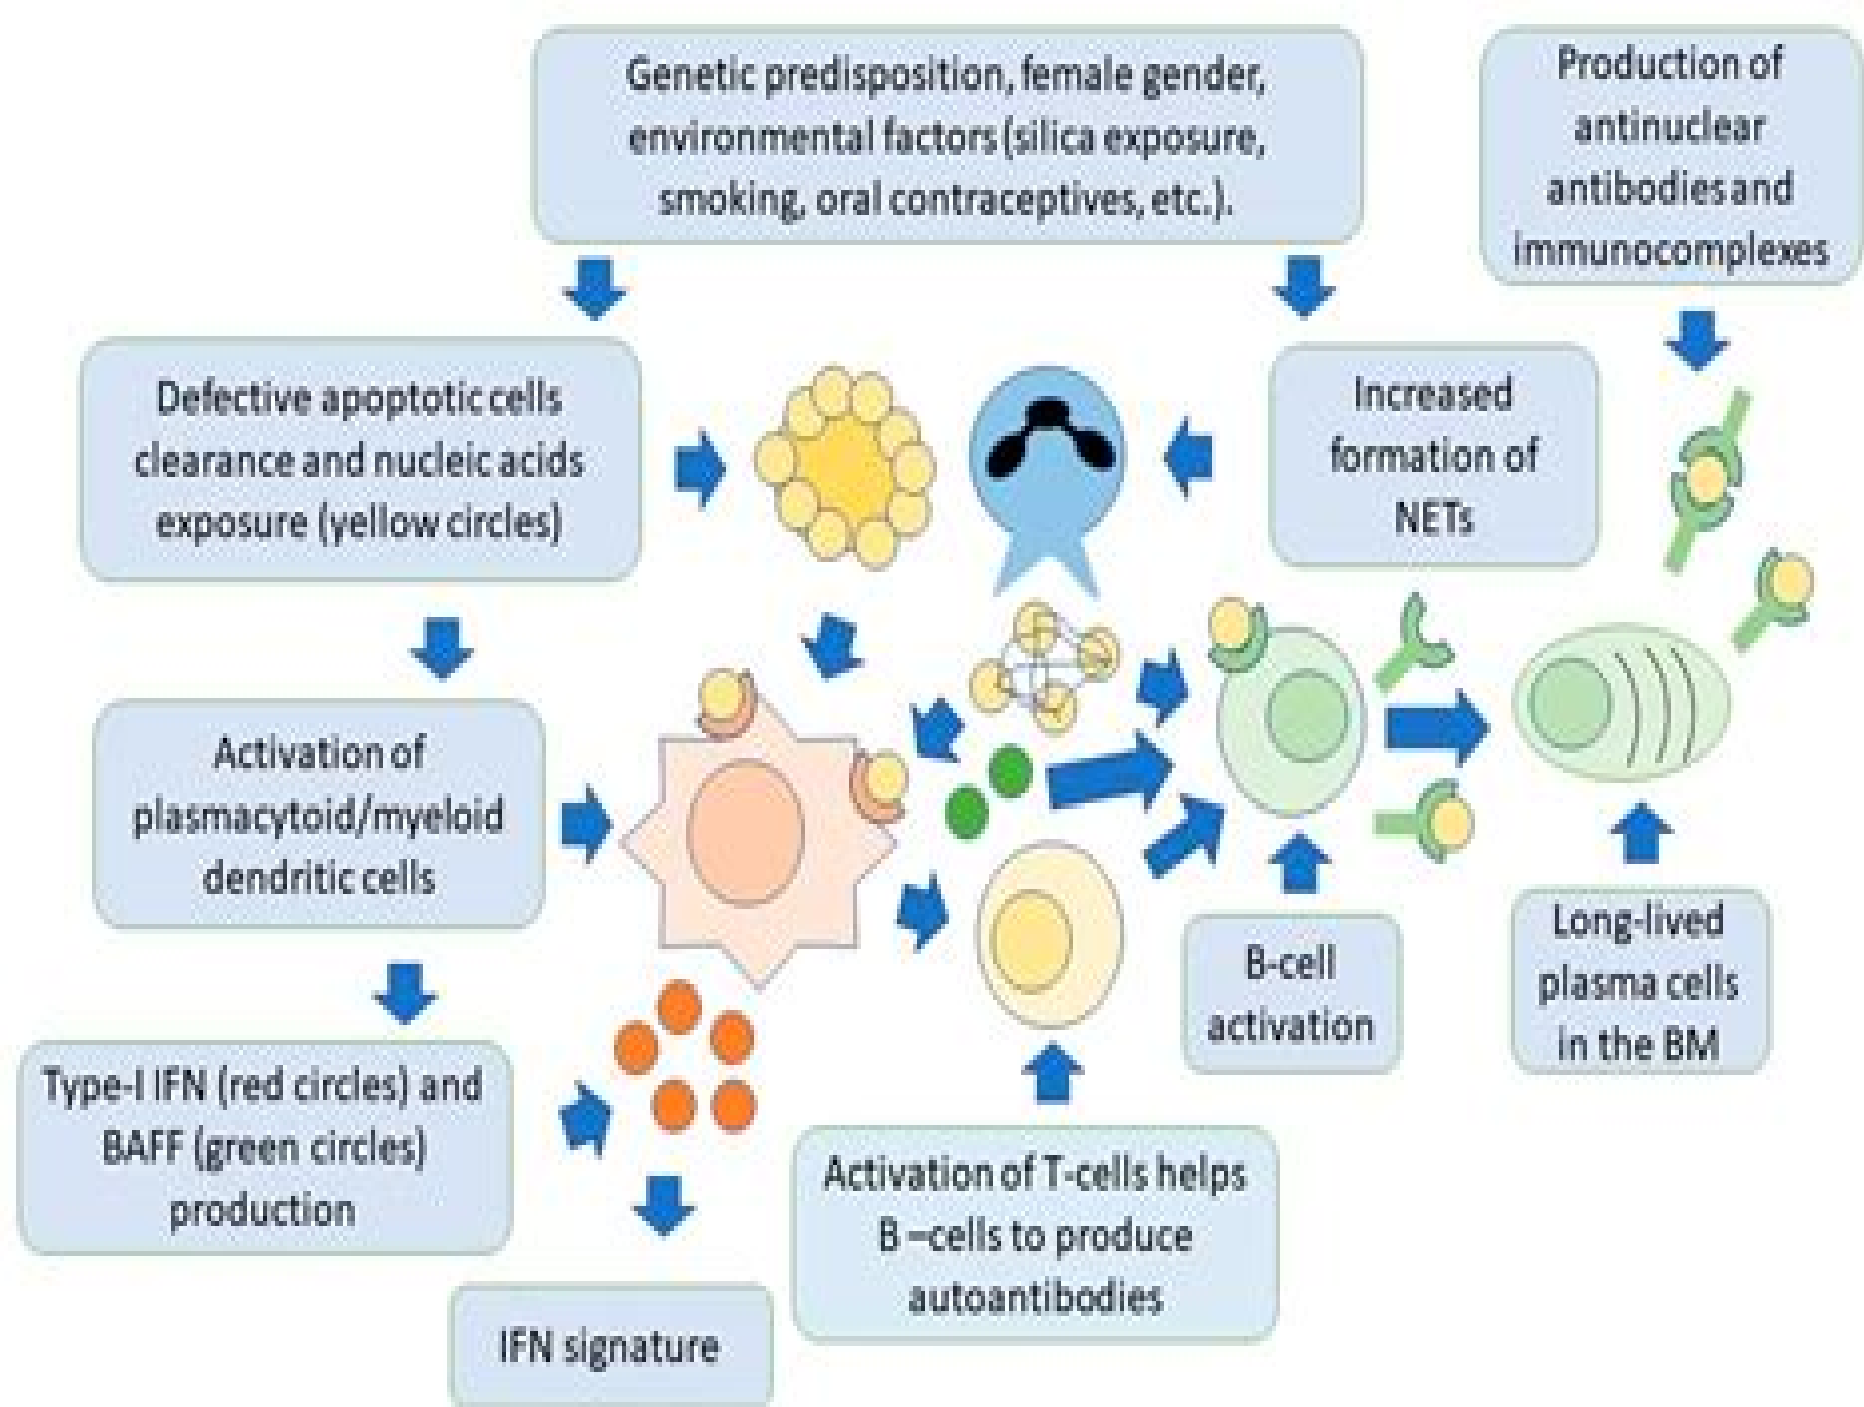 Genetic predisposition, female gender,
environmental factors (silica exposure,
smoking, oral contraceptives, etc.).
Production of
antinuclear
antibodies and
immunocomplexes
Defective apoptotic cells
clearance and nucleic acids
exposure (yellow circles)
Increased
formation of
NETs
Activation of
plasmacytoid/myeloid
dendritic cells
Long-lived
plasma cells
in the BM
B-cell
activation
Type-I IFN (red circles) and
BAFF (green circles)
production
Activation of T-cells helps
B –cells to produce
autoantibodies
IFN signature